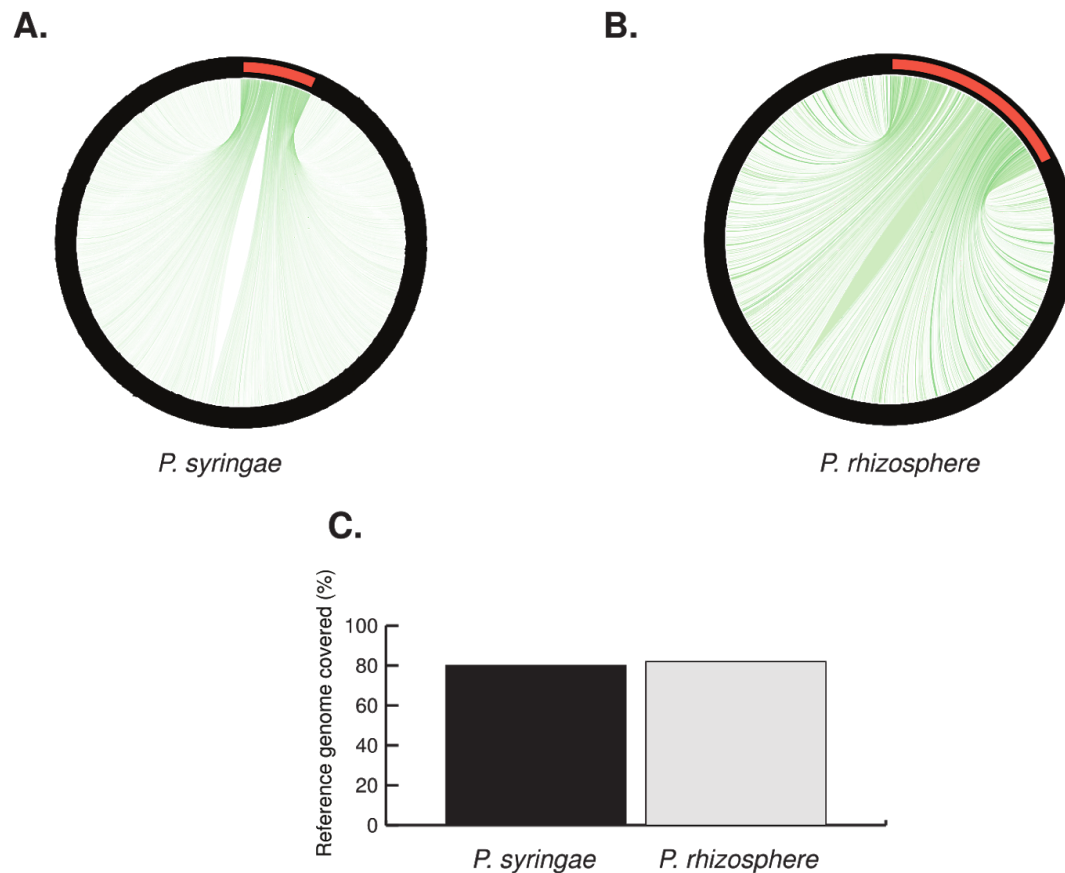 A.
B.
P. syringae
P. rhizosphere
C.
Reference genome covered (%)
100
80
60
40
20
0
P. syringae
P. rhizosphere